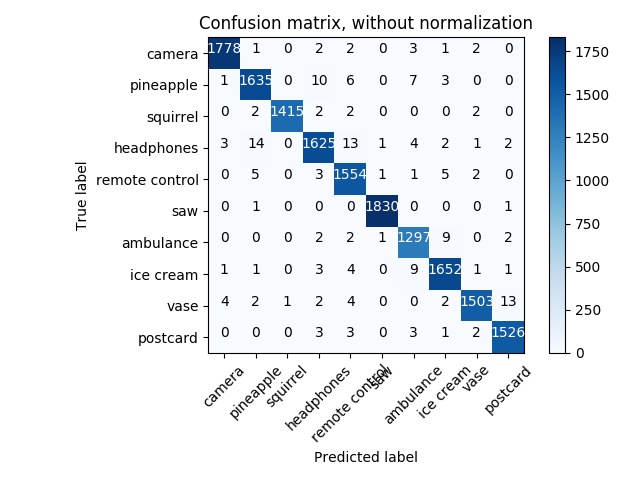 Confusion matrix, without normalization
camera 1778 1 0 2 2 0 3 1 2 0
pineapple 1 1635 0 10 6 0 7 3 0 0
squirrel 0 2 1415 2 2 0 0 0 2 0
headphones 3 14 0 1625 13 1 4 2 1 2
remote control 0 5 0 3 1554 1 1 5 2 0
saw 0 1 0 0 0 1830 0 0 0 1
ambulance 0 0 0 2 2 1 1297 9 0 2
ice cream 1 1 0 3 4 0 9 1652 1 1
vase 4 2 1 2 4 0 0 2 1503 13
postcard 0 0 0 3 3 0 3 1 2 1526
True label
camera pineapple squirrel headphones remote control saw ambulance ice cream vase postcard
Predicted label
1750
1500
1250
1000
750
500
250
0